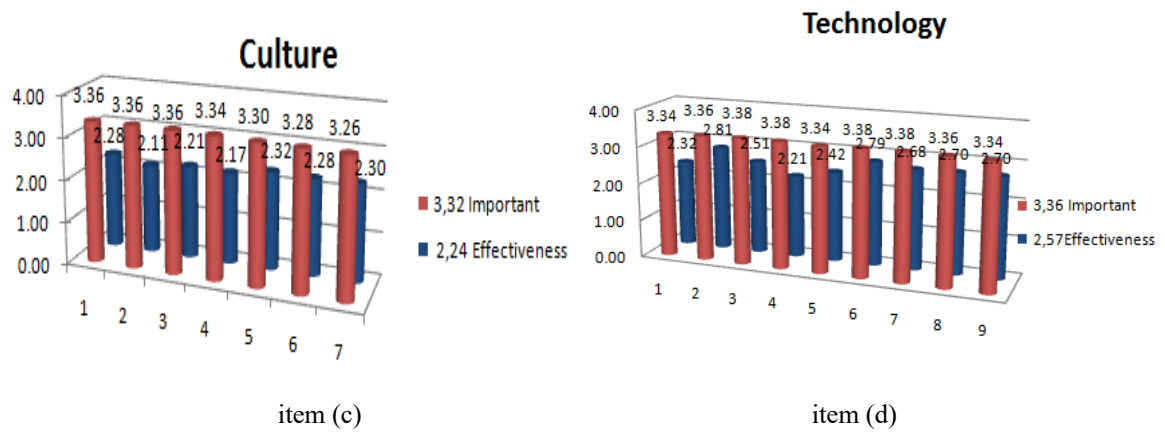 Culture
4.00
3.00
2.00
1.00
0.00
3.36 3.36 3.36 3.34 3.30 3.28 3.26
2.28 2.11 2.21 2.17 2.32 2.28 2.30
1 2 3 4 5 6 7
3,32 Important
2,24 Effectiveness
item (c)
Technology
4.00
3.00
2.00
1.00
0.00
3.34 3.36 3.38 3.38 3.34 3.38 3.38 3.36 3.34
2.32 2.81 2.51 2.21 2.42 2.79 2.68 2.70 2.70
1 2 3 4 5 6 7 8 9
3,36 Important
2,57Effectiveness
item (d)